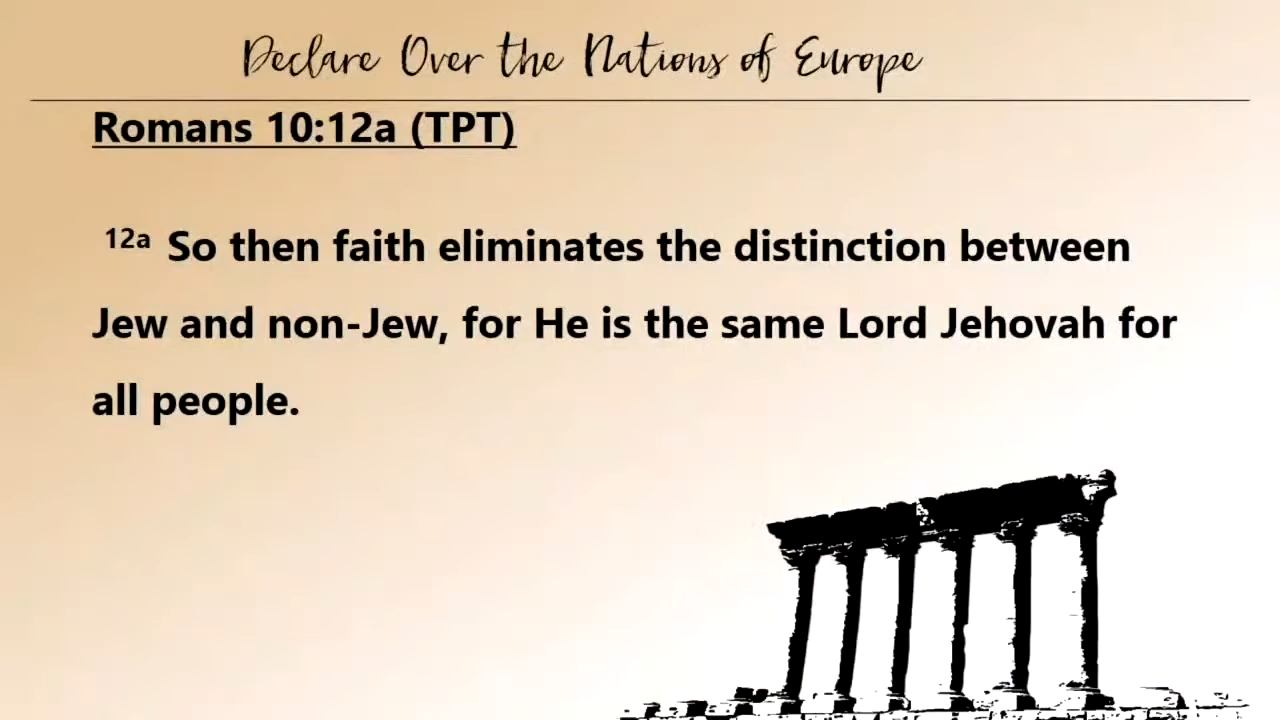 Declare Over the Nations of Europe
Romans 10:12a (TPT)
12a So then faith eliminates the distinction between
Jew and non-Jew, for He is the same Lord Jehovah for
all people.